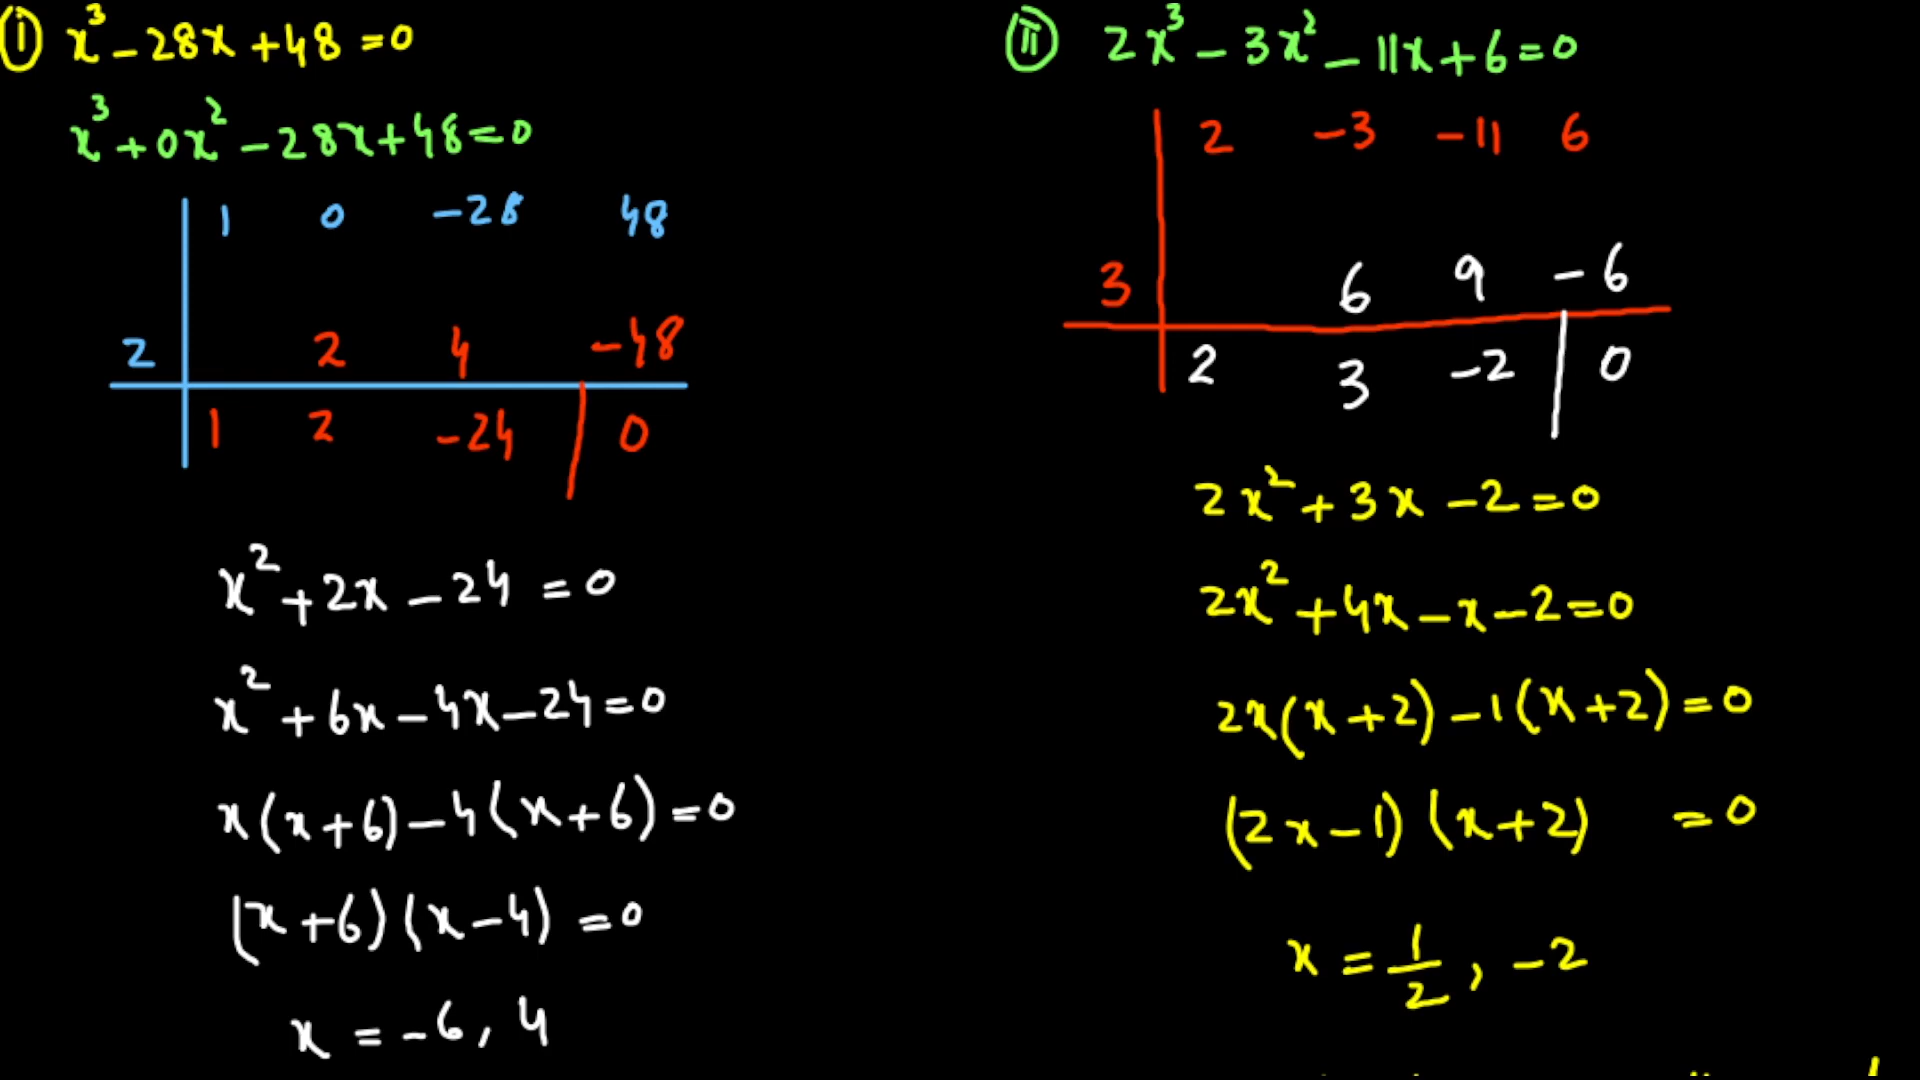 (i) x³ - 28x + 48 = 0
x³ + 0x² - 28x + 48 = 0
1 0 -28 48
2 2 4 -48
1 2 -24 0
x² + 2x - 24 = 0
x² + 6x - 4x - 24 = 0
x(x+6) - 4(x+6) = 0
(x+6)(x-4) = 0
x = -6, 4
(ii) 2x³ - 3x² - 11x + 6 = 0
2 -3 -11 6
3 6 9 -6
2 3 -2 0
2x² + 3x - 2 = 0
2x² + 4x - x - 2 = 0
2x(x+2) - 1(x+2) = 0
(2x-1)(x+2) = 0
x = 1/2, -2